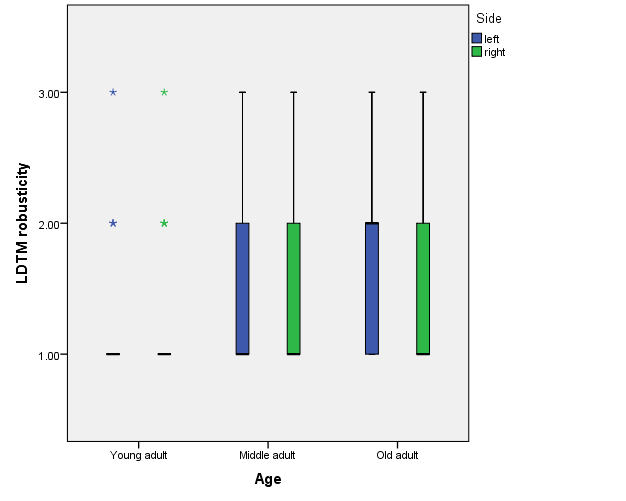 Side
left
right
3.00
2.00
1.00
LDTM robusticity
Young adult
Middle adult
Old adult
Age